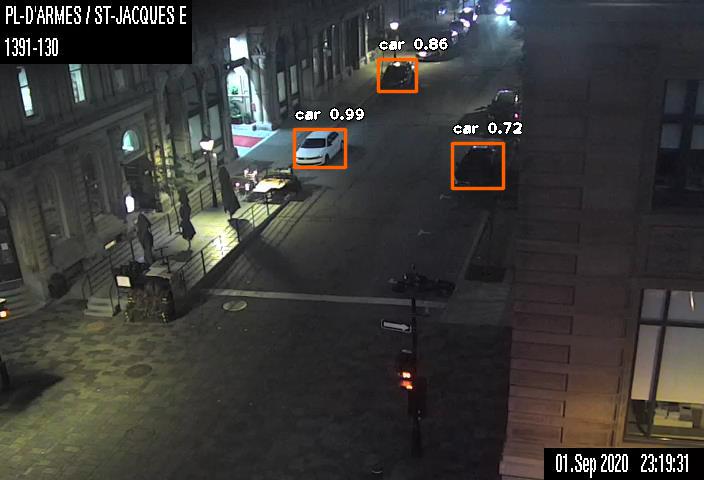 PL-D'ARMES / ST-JACQUES E
1391-130
car 0.86
car 0.99
car 0.72
01.Sep 2020 23:19:31